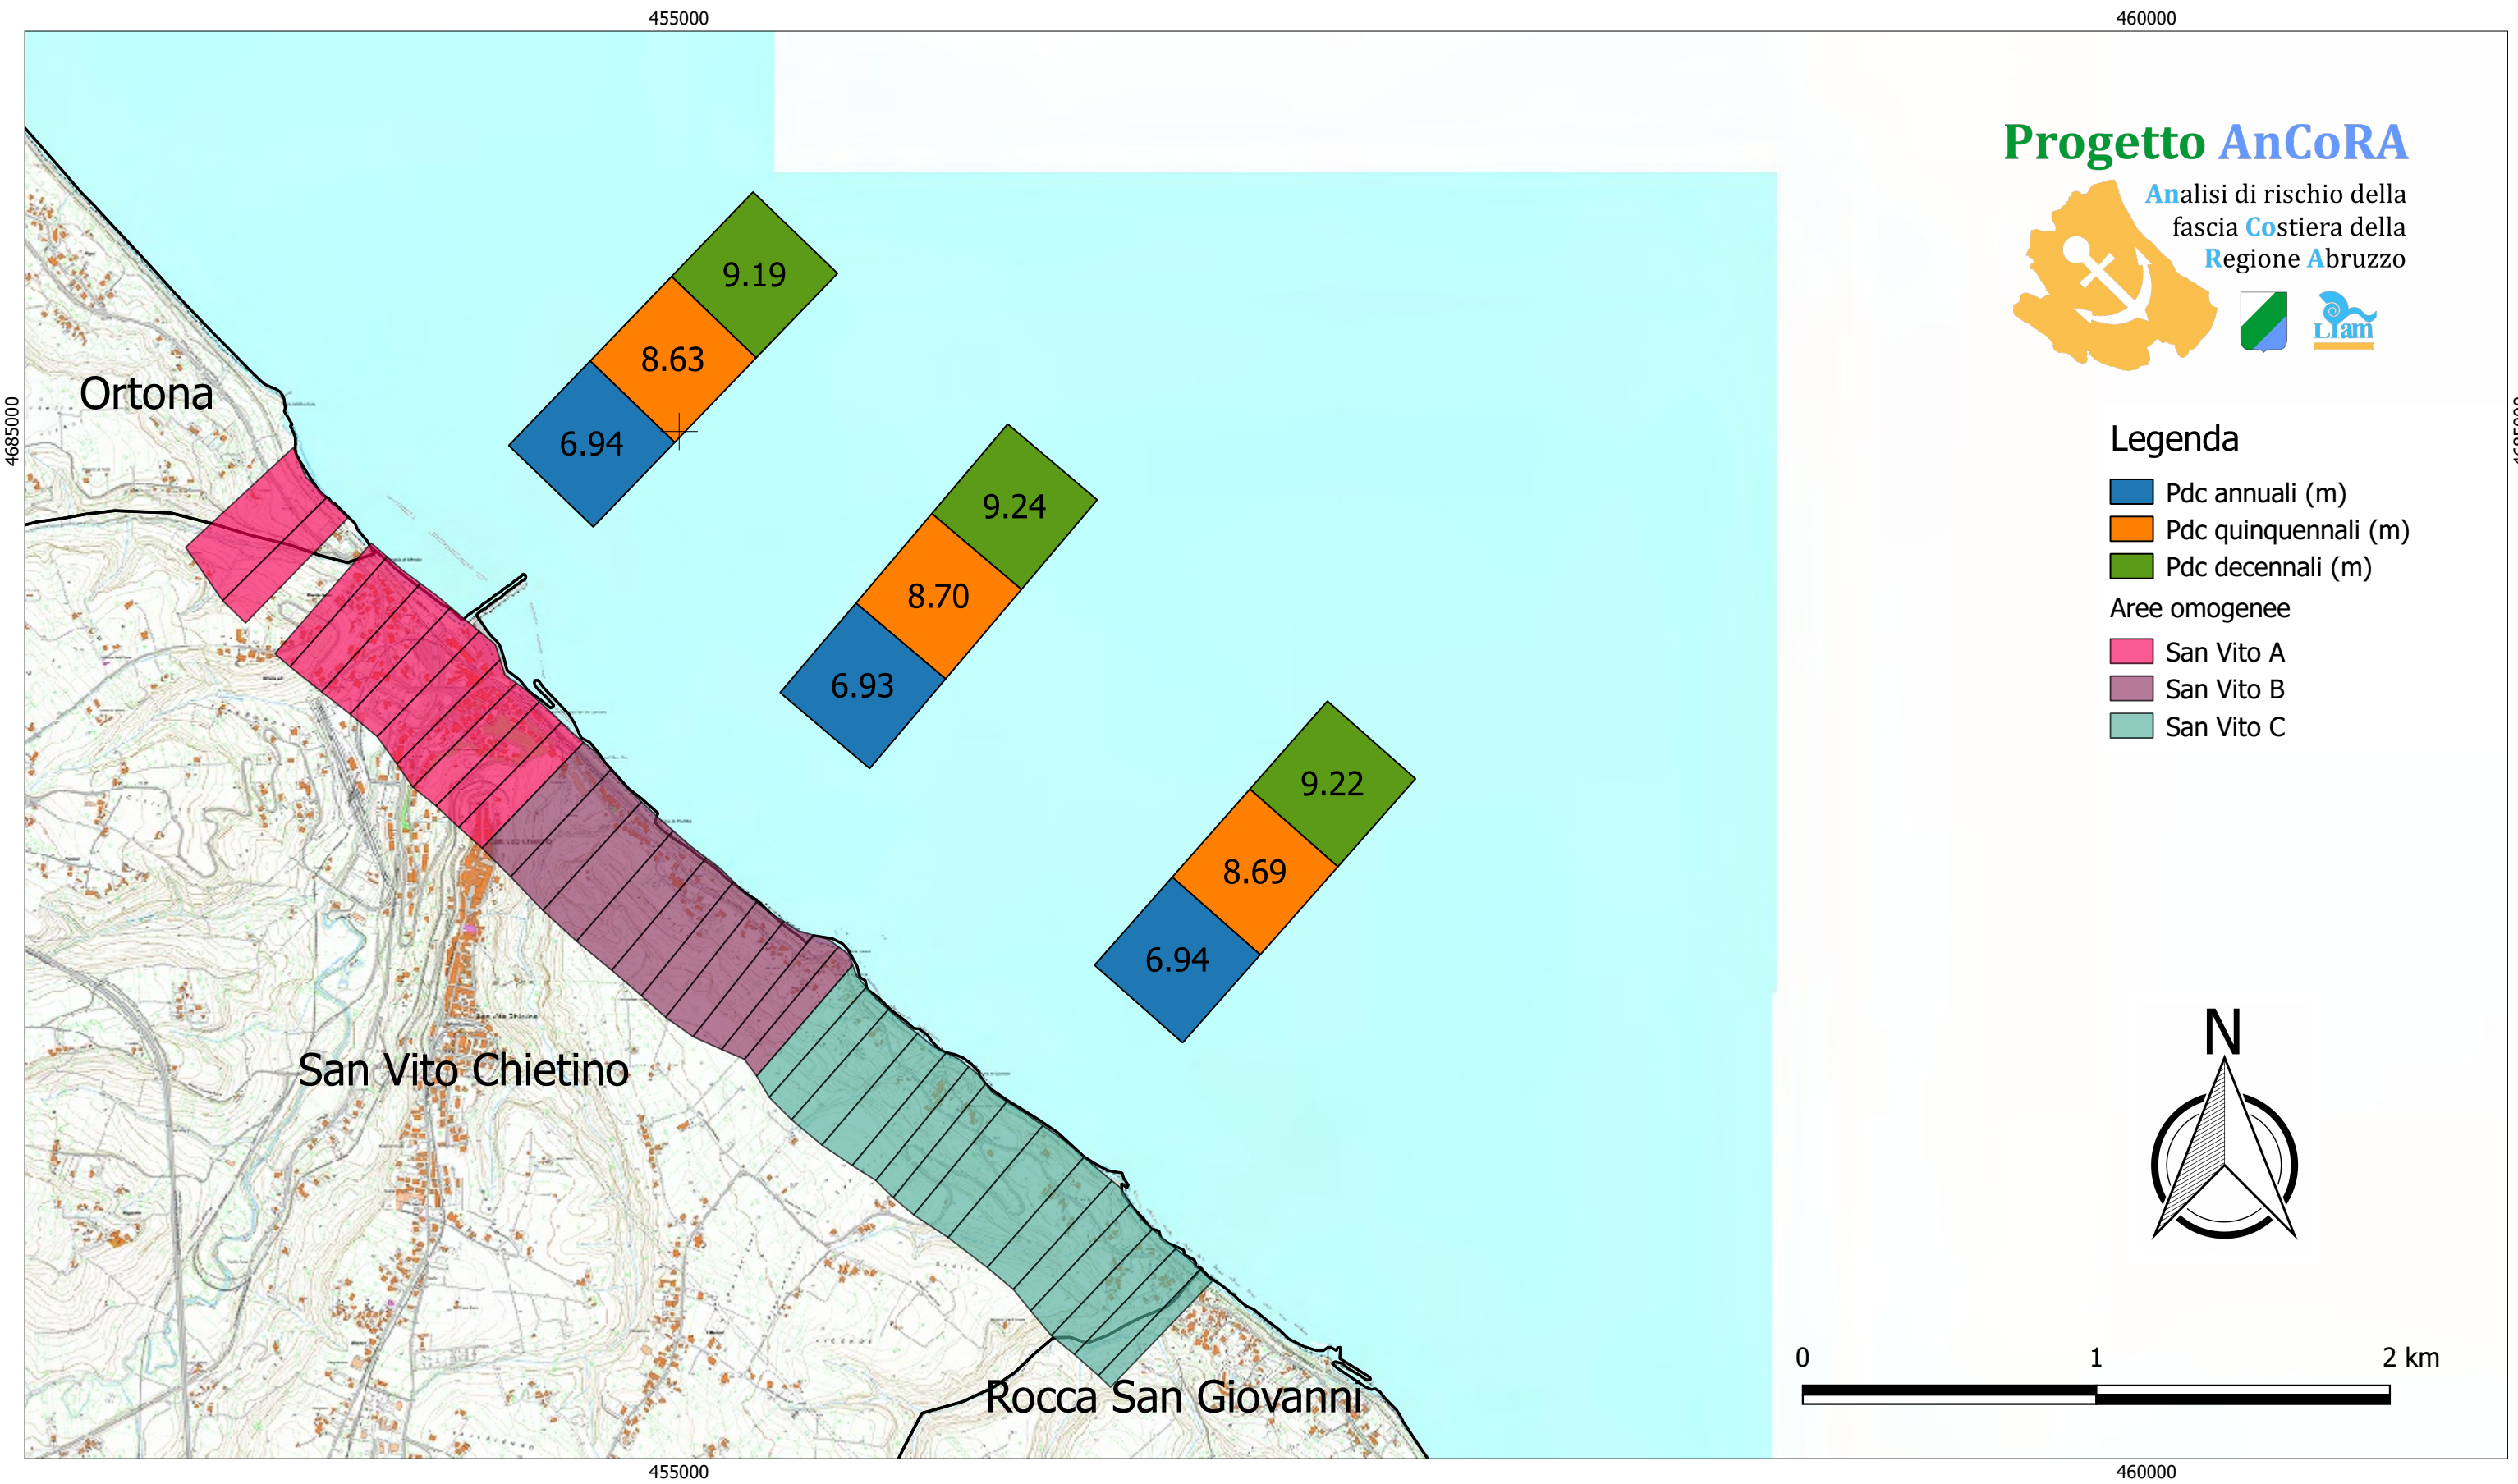 455000
460000
Progetto AnCoRA
Analisi di rischio della
fascia Costiera della
Regione Abruzzo
LIam
4685000
Ortona
9.19
8.63
6.94
9.24
8.70
6.93
9.22
8.69
6.94
Legenda
Pdc annuali (m)
Pdc quinquennali (m)
Pdc decennali (m)
Aree omogenee
San Vito A
San Vito B
San Vito C
San Vito Chietino
Rocca San Giovanni
N
0 1 2 km
455000
460000